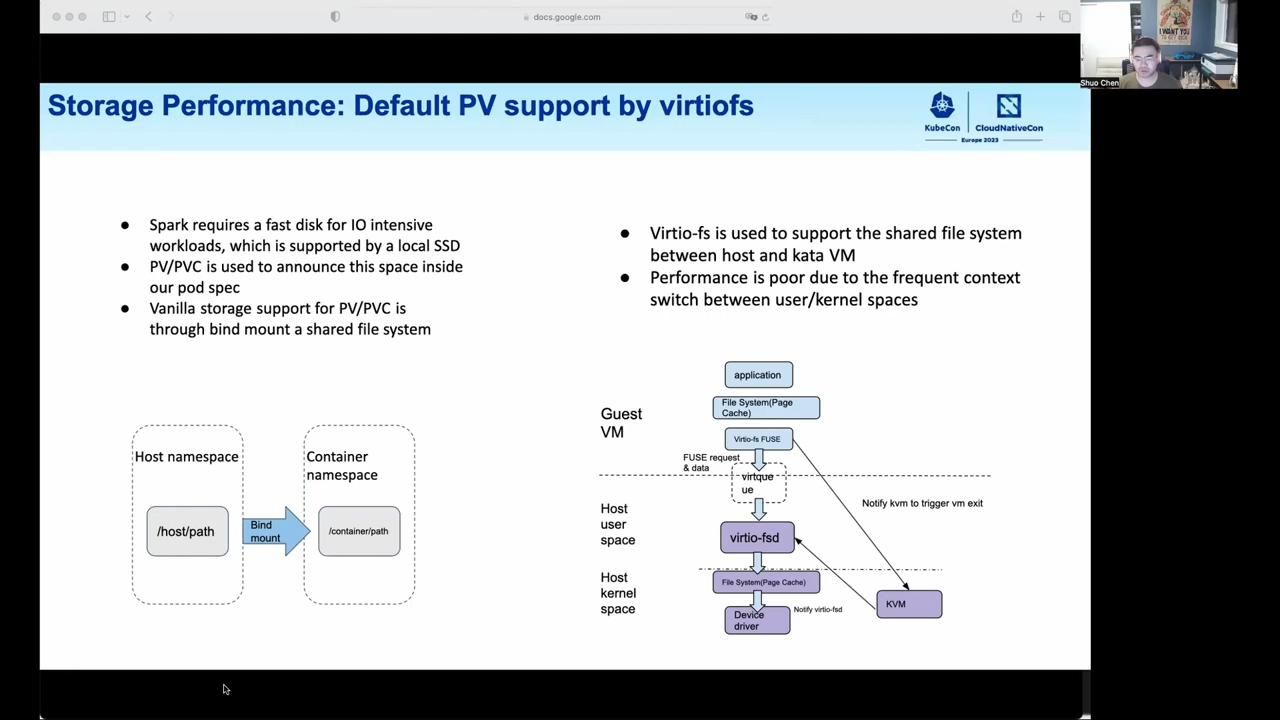 docs.google.com
I WANT YOU
Shuo Chen
Storage Performance: Default PV support by virtiofs
KubeCon
CloudNativeCon
Europe 2023
● Spark requires a fast disk for IO intensive
workloads, which is supported by a local SSD
● PV/PVC is used to announce this space inside
our pod spec
● Vanilla storage support for PV/PVC is
through bind mount a shared file system
● Virtio-fs is used to support the shared file system
between host and kata VM
● Performance is poor due to the frequent context
switch between user/kernel spaces
Host namespace
/host/path
Bind
mount
Container
namespace
/container/path
Guest
VM
application
File System(Page
Cache)
Virtio-fs FUSE
FUSE request
& data
virtque
ue
Notify kvm to trigger vm exit
Host
user
space
virtio-fsd
Host
kernel
space
File System(Page Cache)
Device
driver
Notify virtio-fsd
KVM